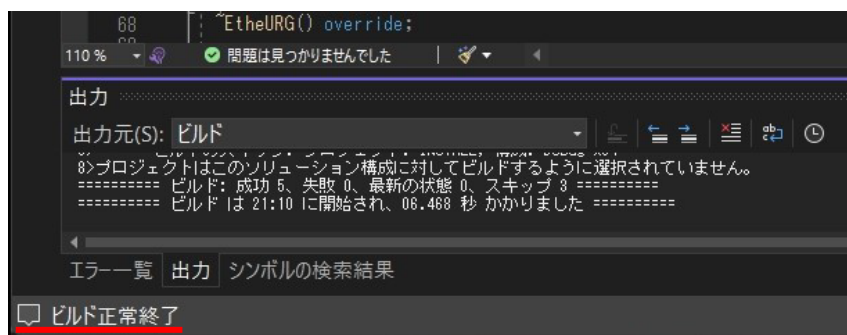 68 ~EtheURG() override;
110 % 問題は見つかりませんでした
出力
出力元(S): ビルド
8>プロジェクトはこのソリューション構成に対してビルドするように選択されていません。
========== ビルド: 成功 5、失敗 0、最新の状態 0、スキップ 3 ==========
========== ビルド は 21:10 に開始され、06.468 秒 かかりました ==========
エラー一覧 出力 シンボルの検索結果
ビルド正常終了